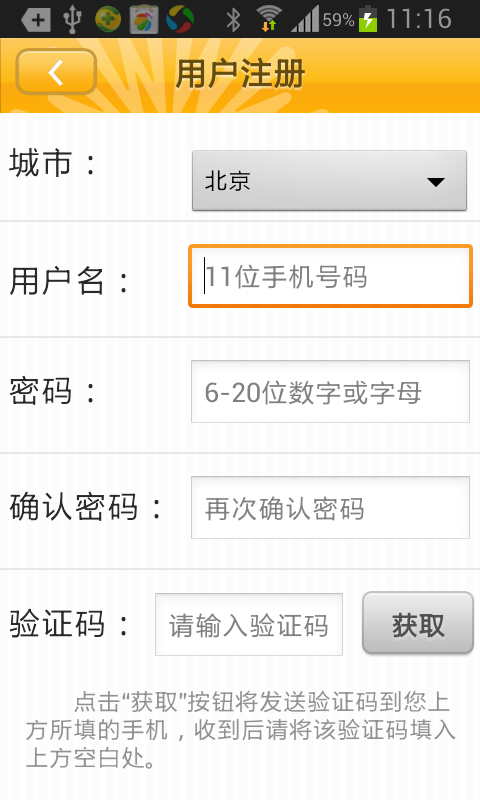 59% 11:16
用户注册
城市：
北京
用户名：
11位手机号码
密码：
6-20位数字或字母
确认密码：
再次确认密码
验证码：
请输入验证码
获取
点击“获取”按钮将发送验证码到您上
方所填的手机，收到后请将该验证码填入
上方空白处。